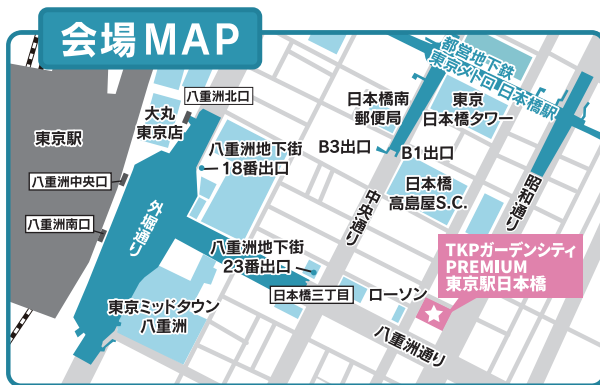 会場MAP
都営地下鉄
東京メトロ 日本橋駅
八重洲北口
大丸
東京店
日本橋南
郵便局
東京
日本橋タワー
東京駅
八重洲地下街
18番出口
B3出口
B1出口
八重洲中央口
日本橋
高島屋S.C.
昭和通り
中央通り
外堀通り
八重洲南口
八重洲地下街
23番出口
TKPガーデンシティ
PREMIUM
東京駅日本橋
日本橋三丁目
ローソン
東京ミッドタウン
八重洲
八重洲通り